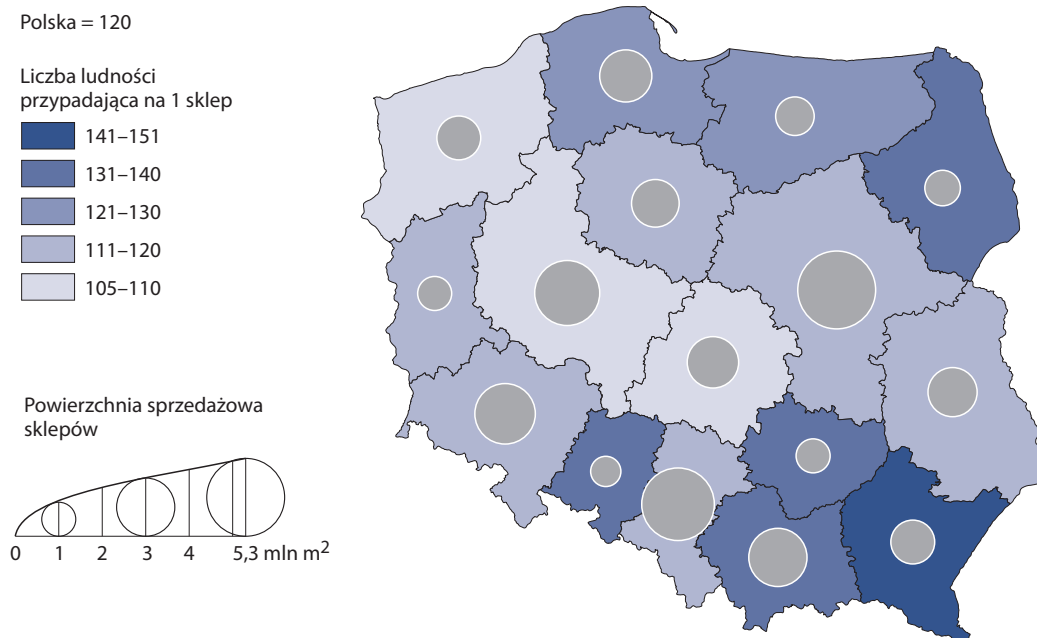 Polska = 120
Liczba ludności
przypadająca na 1 sklep
141–151
131–140
121–130
111–120
105–110
Powierzchnia sprzedażowa
sklepów
0 1 2 3 4 5,3 mln m²